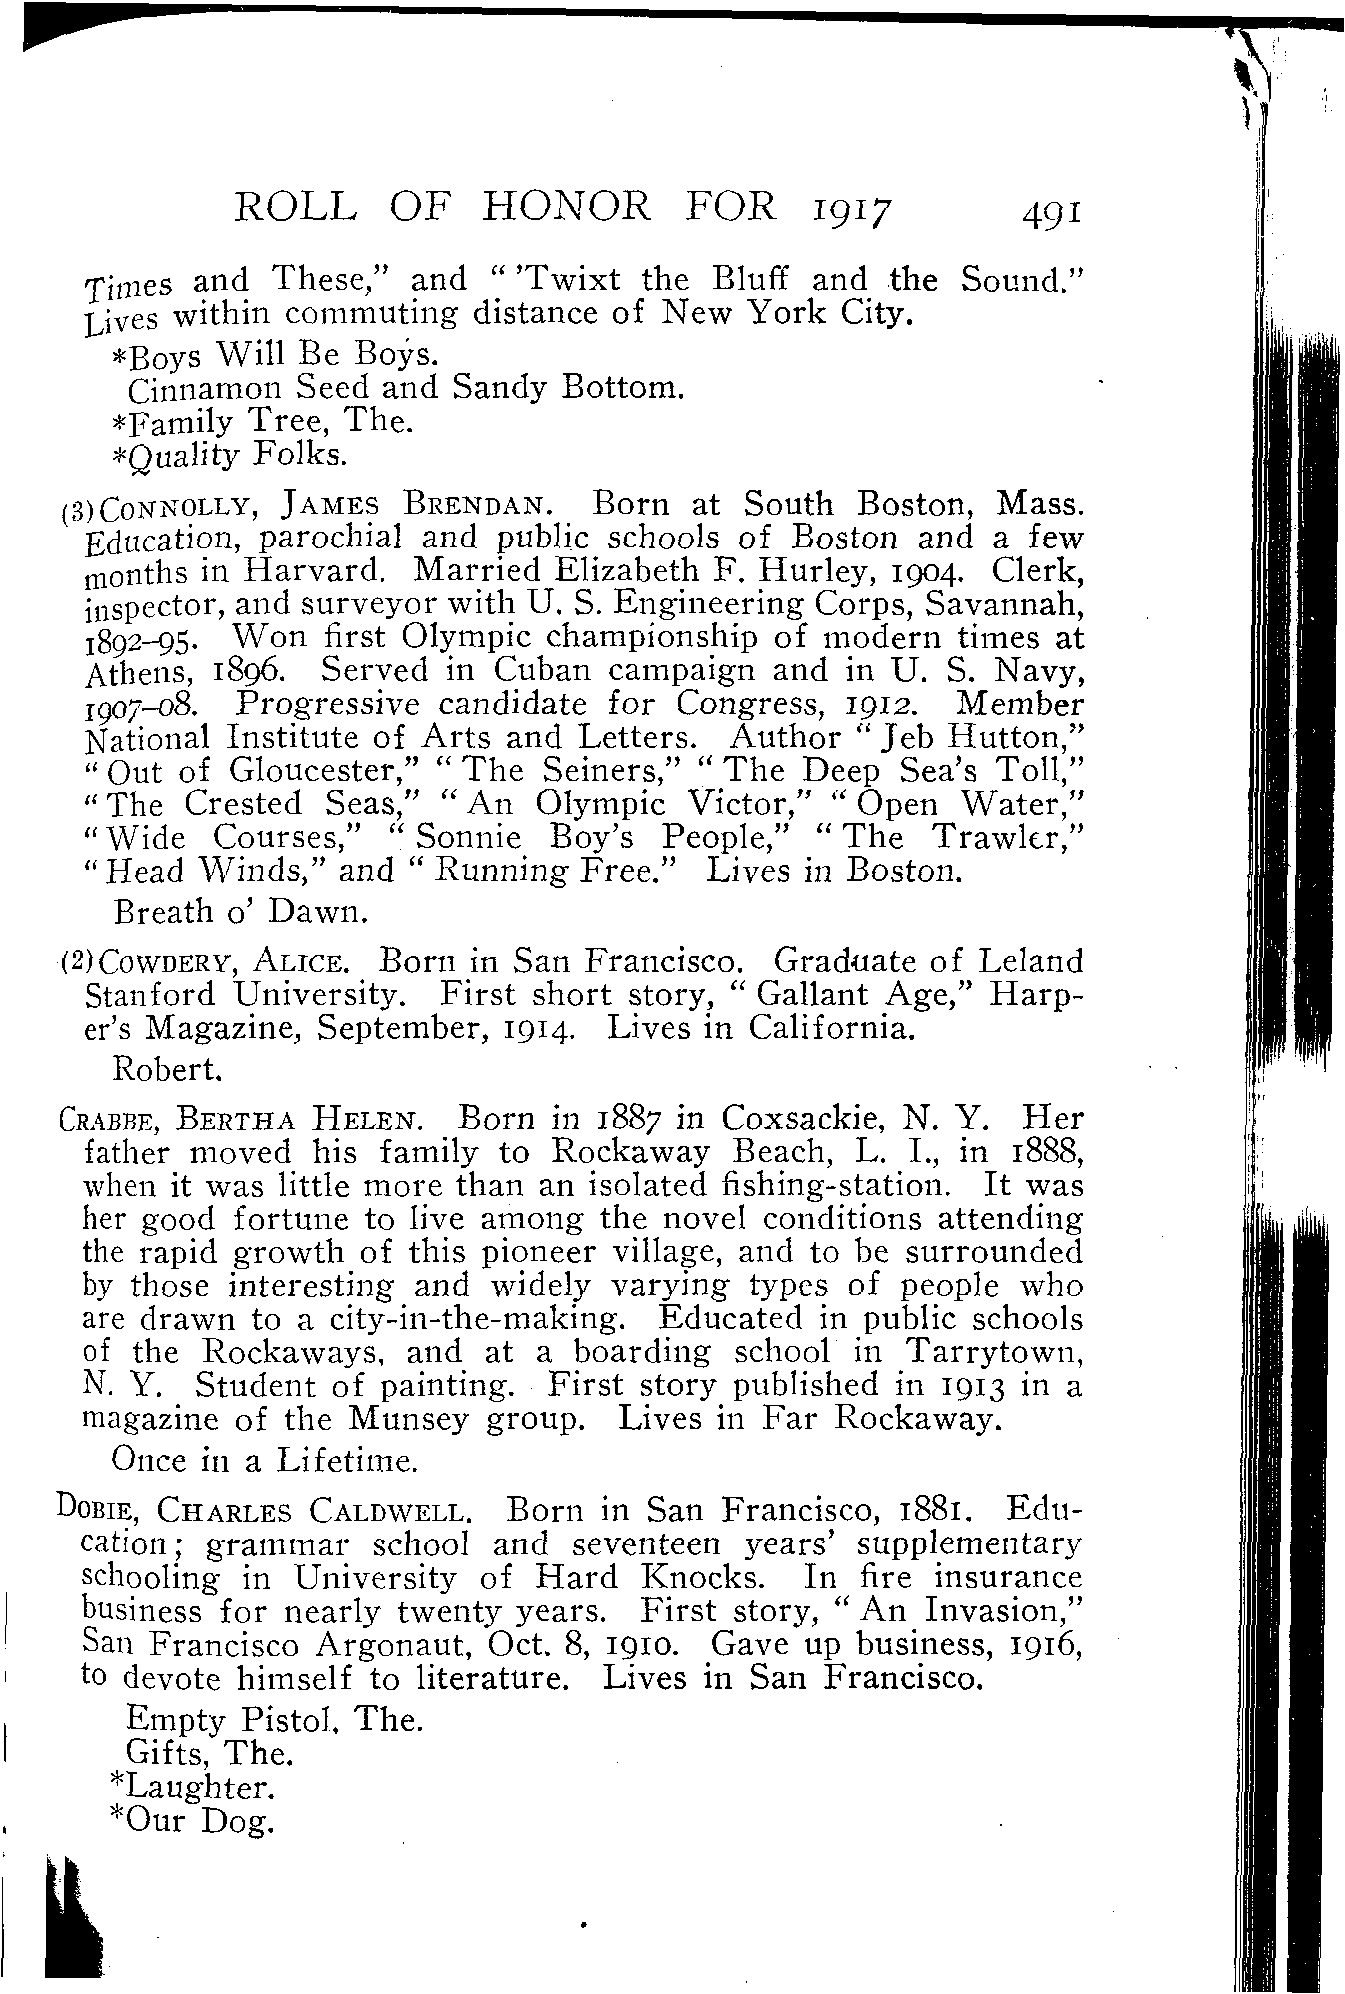 ROLL OF HONOR FOR 1917 491
Times and These," and "'Twixt the Bluff and the Sound."
Lives within commuting distance of New York City.
*Boys Will Be Boys.
Cinnamon Seed and Sandy Bottom.
*Family Tree, The.
*Quality Folks.
(3)CONNOLLY, JAMES BRENDAN. Born at South Boston, Mass.
Education, parochial and public schools of Boston and a few
months in Harvard. Married Elizabeth F. Hurley, 1904. Clerk,
inspector, and surveyor with U. S. Engineering Corps, Savannah,
1892–95. Won first Olympic championship of modern times at
Athens, 1896. Served in Cuban campaign and in U. S. Navy,
1907–08. Progressive candidate for Congress, 1912. Member
National Institute of Arts and Letters. Author "Jeb Hutton,"
"Out of Gloucester," "The Seiners," "The Deep Sea's Toll,"
"The Crested Seas," "An Olympic Victor," "Open Water,"
"Wide Courses," "Sonnie Boy's People," "The Trawler,"
"Head Winds," and "Running Free." Lives in Boston.
Breath o' Dawn.
(2)COWDERY, ALICE. Born in San Francisco. Graduate of Leland
Stanford University. First short story, "Gallant Age," Harp-
er's Magazine, September, 1914. Lives in California.
Robert.
CRABBE, BERTHA HELEN. Born in 1887 in Coxsackie, N. Y. Her
father moved his family to Rockaway Beach, L. I., in 1888,
when it was little more than an isolated fishing-station. It was
her good fortune to live among the novel conditions attending
the rapid growth of this pioneer village, and to be surrounded
by those interesting and widely varying types of people who
are drawn to a city-in-the-making. Educated in public schools
of the Rockaways, and at a boarding school in Tarrytown,
N. Y. Student of painting. First story published in 1913 in a
magazine of the Munsey group. Lives in Far Rockaway.
Once in a Lifetime.
DOBIE, CHARLES CALDWELL. Born in San Francisco, 1881. Edu-
cation; grammar school and seventeen years' supplementary
schooling in University of Hard Knocks. In fire insurance
business for nearly twenty years. First story, "An Invasion,"
San Francisco Argonaut, Oct. 8, 1910. Gave up business, 1916,
to devote himself to literature. Lives in San Francisco.
Empty Pistol, The.
Gifts, The.
*Laughter.
*Our Dog.